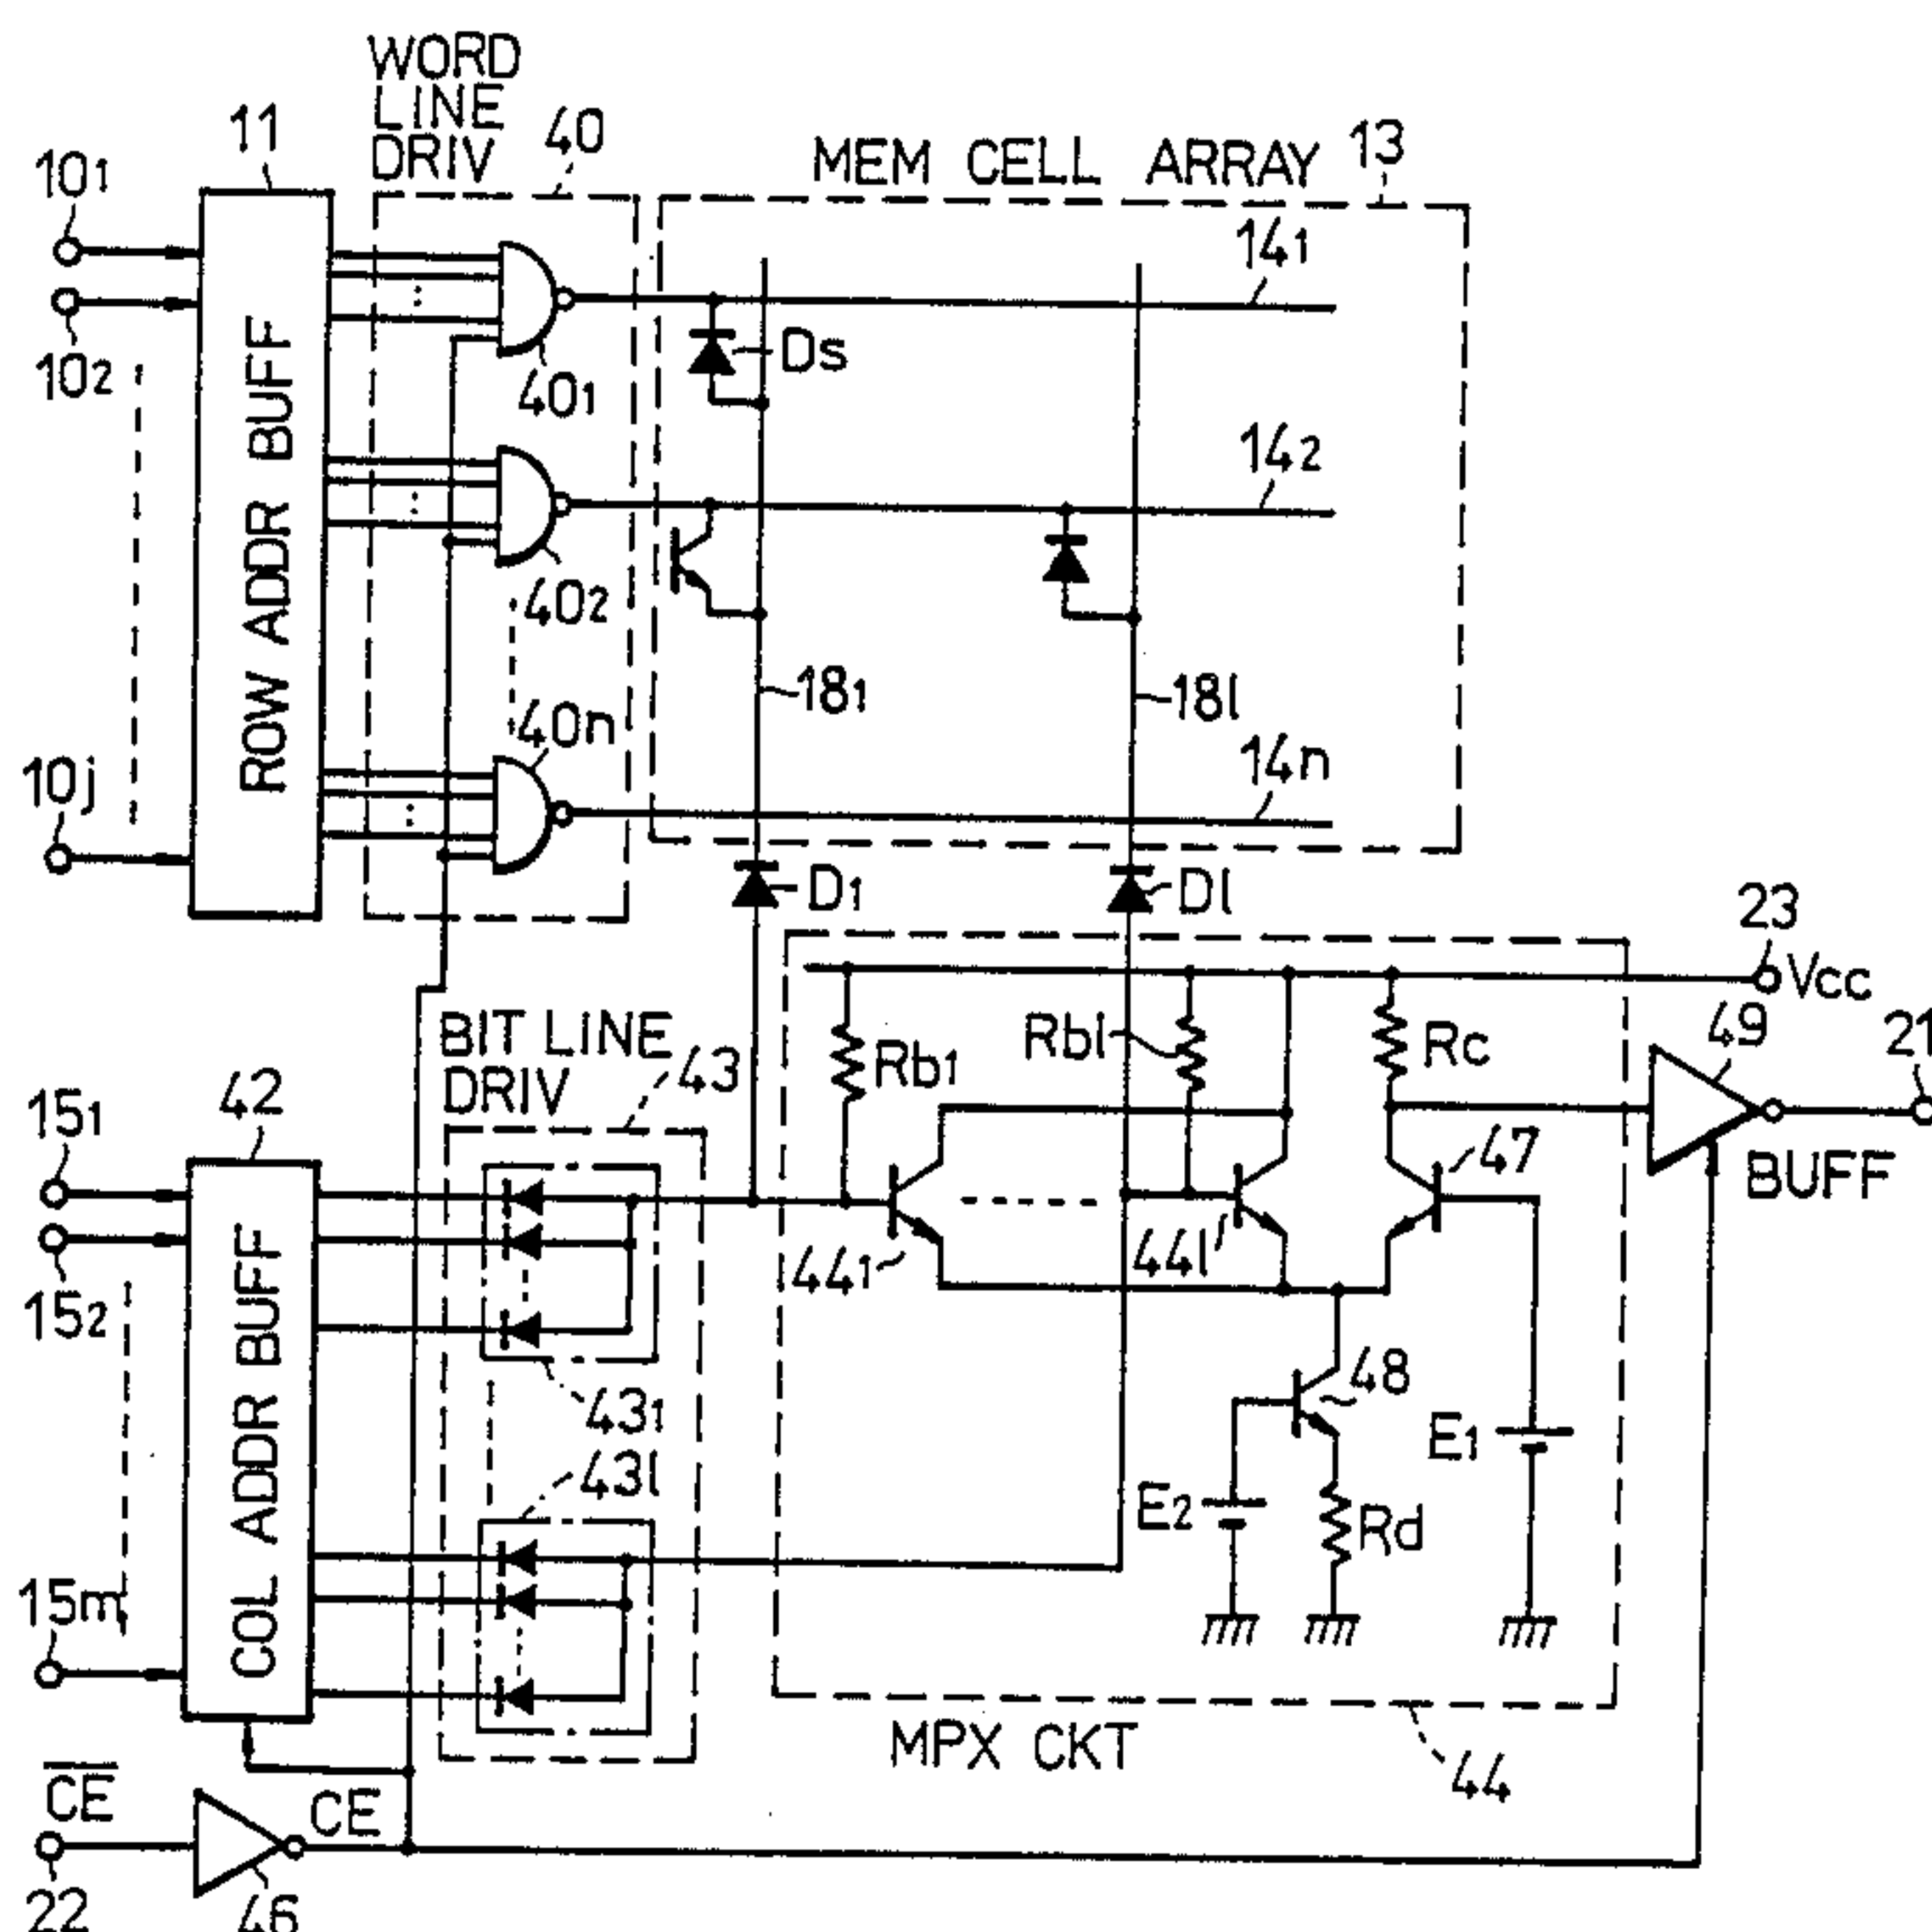 WORD
LINE
DRIV
40
11
MEM CELL ARRAY
13
101
102
10j
ROW ADDR BUFF
141
Ds
401
142
402
181
18l
40n
14n
D1
Dl
23
Vcc
BIT LINE
DRIV
43
Rb1
Rbl
Rc
49
21
BUFF
42
151
152
15m
COL ADDR BUFF
441
44l
47
431
43l
48
E1
E2
Rd
MPX CKT
44
CE
CE
22
46